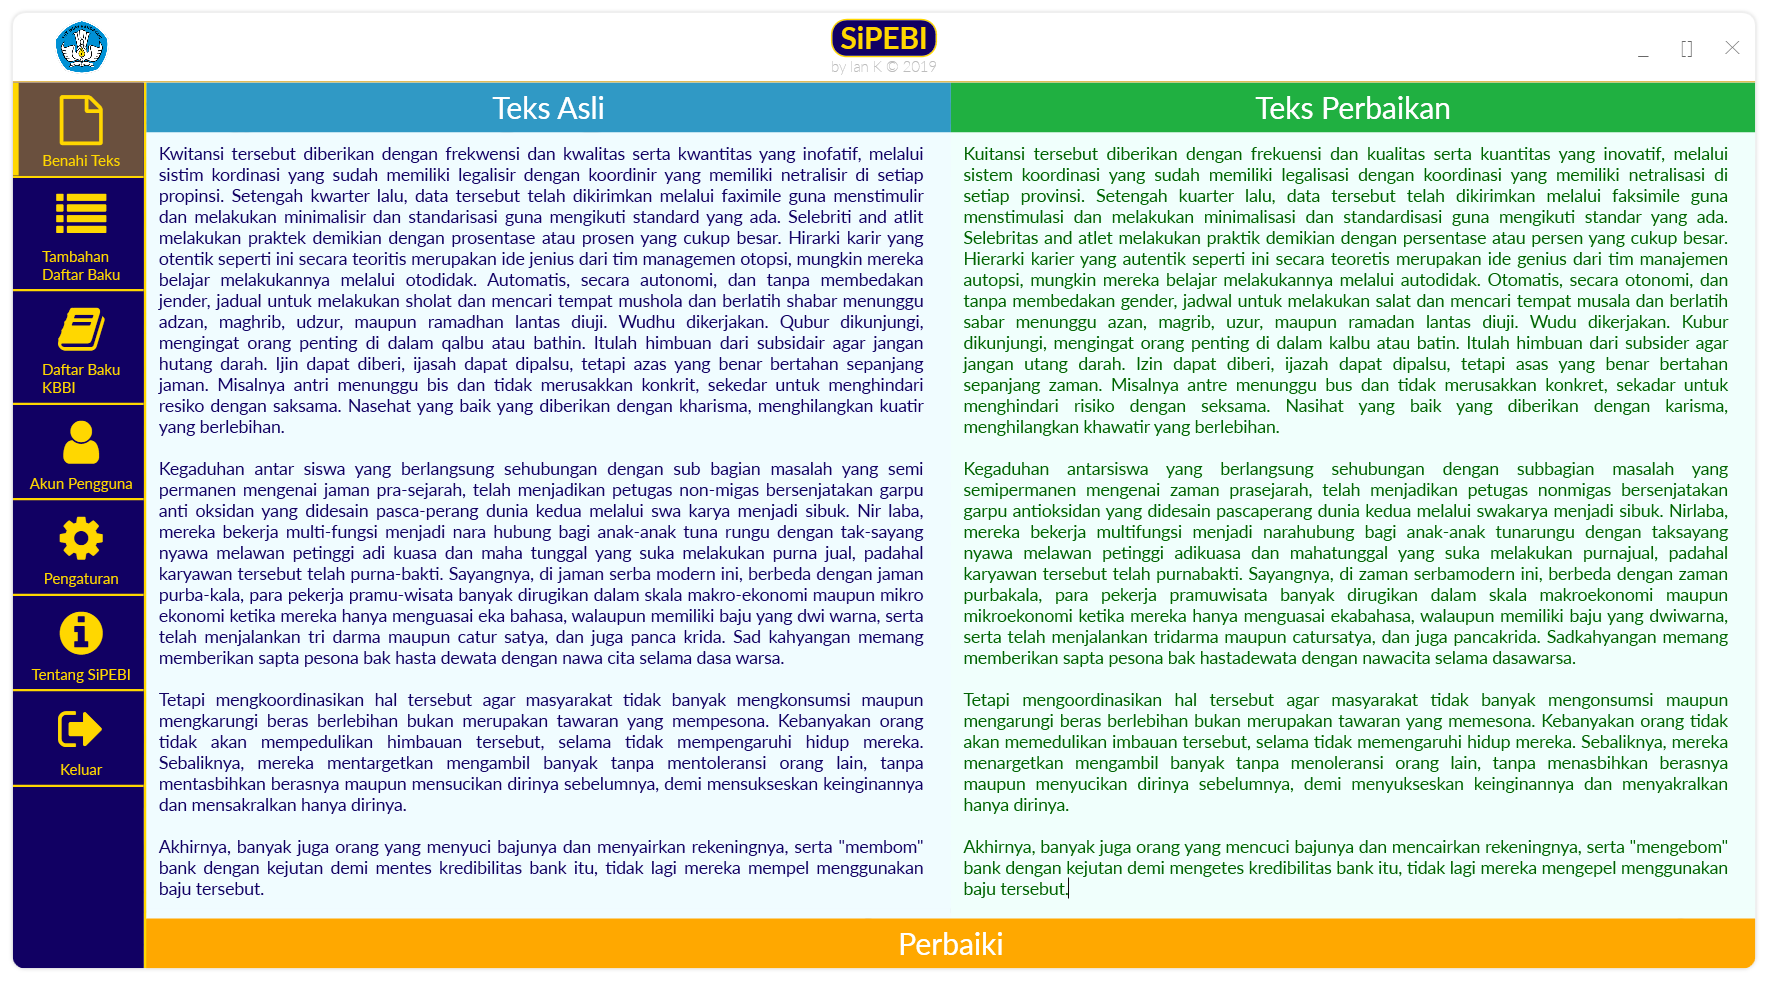 SiPEBI
by Ian K © 2019
Benahi Teks
Tambahan
Daftar Baku
Daftar Baku
KBBI
Akun Pengguna
Pengaturan
Tentang SiPEBI
Keluar
Teks Asli
Kwitansi tersebut diberikan dengan frekwensi dan kwalitas serta kwantitas yang inofatif, melalui
sistim kordinasi yang sudah memiliki legalisir dengan koordinir yang memiliki netralisir di setiap
propinsi. Setengah kwarter lalu, data tersebut telah dikirimkan melalui faximile guna menstimulir
dan melakukan minimalisir dan standarisasi guna mengikuti standard yang ada. Selebriti and atlit
melakukan praktek demikian dengan prosentase atau prosen yang cukup besar. Hirarki karir yang
otentik seperti ini secara teoritis merupakan ide jenius dari tim managemen otopsi, mungkin mereka
belajar melakukannya melalui otodidak. Automatis, secara autonomi, dan tanpa membedakan
jender, jadual untuk melakukan sholat dan mencari tempat mushola dan berlatih shabar menunggu
adzan, maghrib, udzur, maupun ramadhan lantas diuji. Wudhu dikerjakan. Qubur dikunjungi,
mengingat orang penting di dalam qalbu atau bathin. Itulah himbuan dari subsidair agar jangan
hutang darah. Ijin dapat diberi, ijasah dapat dipalsu, tetapi azas yang benar bertahan sepanjang
jaman. Misalnya antri menunggu bis dan tidak merusakkan konkrit, sekedar untuk menghindari
resiko dengan saksama. Nasehat yang baik yang diberikan dengan kharisma, menghilangkan kuatir
yang berlebihan.
Kegaduhan antar siswa yang berlangsung sehubungan dengan sub bagian masalah yang semi
permanen mengenai jaman pra-sejarah, telah menjadikan petugas non-migas bersenjatakan garpu
anti oksidan yang didesain pasca-perang dunia kedua melalui swa karya menjadi sibuk. Nir laba,
mereka bekerja multi-fungsi menjadi nara hubung bagi anak-anak tuna rungu dengan tak-sayang
nyawa melawan petinggi adi kuasa dan maha tunggal yang suka melakukan purna jual, padahal
karyawan tersebut telah purna-bakti. Sayangnya, di jaman serba modern ini, berbeda dengan jaman
purba-kala, para pekerja pramu-wisata banyak dirugikan dalam skala makro-ekonomi maupun mikro
ekonomi ketika mereka hanya menguasai eka bahasa, walaupun memiliki baju yang dwi warna, serta
telah menjalankan tri darma maupun catur satya, dan juga panca krida. Sad kahyangan memang
memberikan sapta pesona bak hasta dewata dengan nawa cita selama dasa warsa.
Tetapi mengkoordinasikan hal tersebut agar masyarakat tidak banyak mengkonsumsi maupun
mengkarungi beras berlebihan bukan merupakan tawaran yang mempesona. Kebanyakan orang
tidak akan mempedulikan himbauan tersebut, selama tidak mempengaruhi hidup mereka.
Sebaliknya, mereka mentargetkan mengambil banyak tanpa mentoleransi orang lain, tanpa
mentasbihkan berasnya maupun mensucikan dirinya sebelumnya, demi mensukseskan keinginannya
dan mensakralkan hanya dirinya.
Akhirnya, banyak juga orang yang menyuci bajunya dan menyairkan rekeningnya, serta "membom"
bank dengan kejutan demi mentes kredibilitas bank itu, tidak lagi mereka mempel menggunakan
baju tersebut.
Teks Perbaikan
Kuitansi tersebut diberikan dengan frekuensi dan kualitas serta kuantitas yang inovatif, melalui
sistem koordinasi yang sudah memiliki legalisasi dengan koordinasi yang memiliki netralisasi di
setiap provinsi. Setengah kuarter lalu, data tersebut telah dikirimkan melalui faksimile guna
menstimulasi dan melakukan minimalisasi dan standardisasi guna mengikuti standar yang ada.
Selebritas and atlet melakukan praktik demikian dengan persentase atau persen yang cukup besar.
Hierarki karier yang autentik seperti ini secara teoretis merupakan ide genius dari tim manajemen
autopsi, mungkin mereka belajar melakukannya melalui autodidak. Otomatis, secara otonomi, dan
tanpa membedakan gender, jadwal untuk melakukan salat dan mencari tempat musala dan berlatih
sabar menunggu azan, magrib, uzur, maupun ramadan lantas diuji. Wudu dikerjakan. Kubur
dikunjungi, mengingat orang penting di dalam kalbu atau batin. Itulah himbuan dari subsider agar
jangan utang darah. Izin dapat diberi, ijazah dapat dipalsu, tetapi asas yang benar bertahan
sepanjang zaman. Misalnya antre menunggu bus dan tidak merusakkan konkret, sekadar untuk
menghindari risiko dengan seksama. Nasihat yang baik yang diberikan dengan karisma,
menghilangkan khawatir yang berlebihan.
Kegaduhan antarsiswa yang berlangsung sehubungan dengan subbagian masalah yang
semipermanen mengenai zaman prasejarah, telah menjadikan petugas nonmigas bersenjatakan
garpu antioksidan yang didesain pascaperang dunia kedua melalui swakarya menjadi sibuk. Nirlaba,
mereka bekerja multifungsi menjadi narahubung bagi anak-anak tunarungu dengan taksayang
nyawa melawan petinggi adikuasa dan mahatunggal yang suka melakukan purnajual, padahal
karyawan tersebut telah purnabakti. Sayangnya, di zaman serbamodern ini, berbeda dengan zaman
purbakala, para pekerja pramuwisata banyak dirugikan dalam skala makroekonomi maupun
mikroekonomi ketika mereka hanya menguasai ekabahasa, walaupun memiliki baju yang dwiwarna,
serta telah menjalankan tridarma maupun catursatya, dan juga pancakrida. Sadkahyangan memang
memberikan sapta pesona bak hastadewata dengan nawacita selama dasawarsa.
Tetapi mengoordinasikan hal tersebut agar masyarakat tidak banyak mengonsumsi maupun
mengarungi beras berlebihan bukan merupakan tawaran yang memesona. Kebanyakan orang tidak
akan memedulikan imbauan tersebut, selama tidak memengaruhi hidup mereka. Sebaliknya, mereka
menargetkan mengambil banyak tanpa menoleransi orang lain, tanpa menasbihkan berasnya
maupun menyucikan dirinya sebelumnya, demi menyukseskan keinginannya dan menyakralkan
hanya dirinya.
Akhirnya, banyak juga orang yang mencuci bajunya dan mencairkan rekeningnya, serta "mengebom"
bank dengan kejutan demi mengetes kredibilitas bank itu, tidak lagi mereka mengepel menggunakan
baju tersebut.
Perbaiki